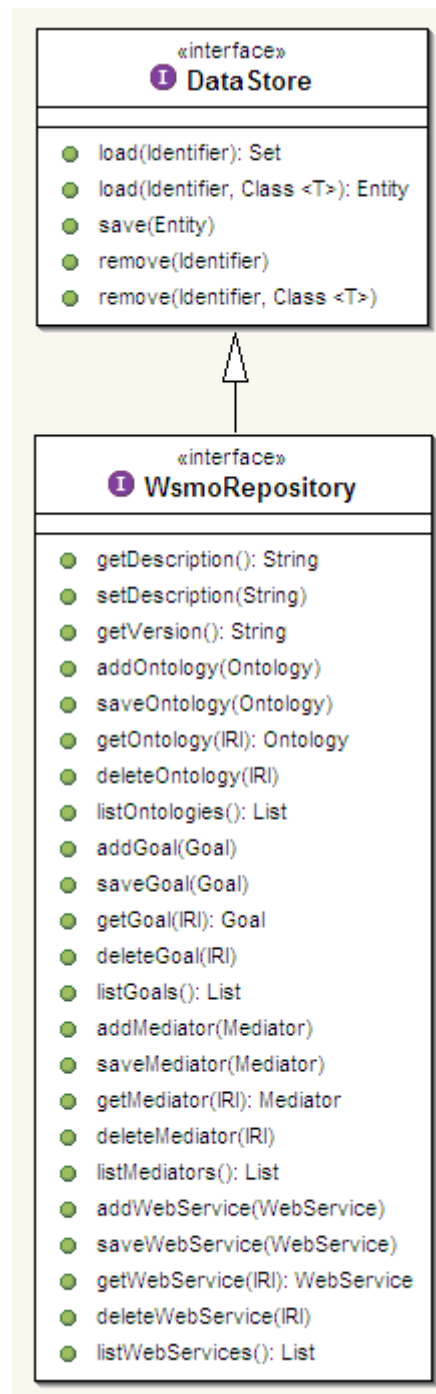 «interface»
I DataStore
load(Identifier): Set
load(Identifier, Class <T>): Entity
save(Entity)
remove(Identifier)
remove(Identifier, Class <T>)
«interface»
I WsmoRepository
getDescription(): String
setDescription(String)
getVersion(): String
addOntology(Ontology)
saveOntology(Ontology)
getOntology(IRI): Ontology
deleteOntology(IRI)
listOntologies(): List
addGoal(Goal)
saveGoal(Goal)
getGoal(IRI): Goal
deleteGoal(IRI)
listGoals(): List
addMediator(Mediator)
saveMediator(Mediator)
getMediator(IRI): Mediator
deleteMediator(IRI)
listMediators(): List
addWebService(WebService)
saveWebService(WebService)
getWebService(IRI): WebService
deleteWebService(IRI)
listWebServices(): List